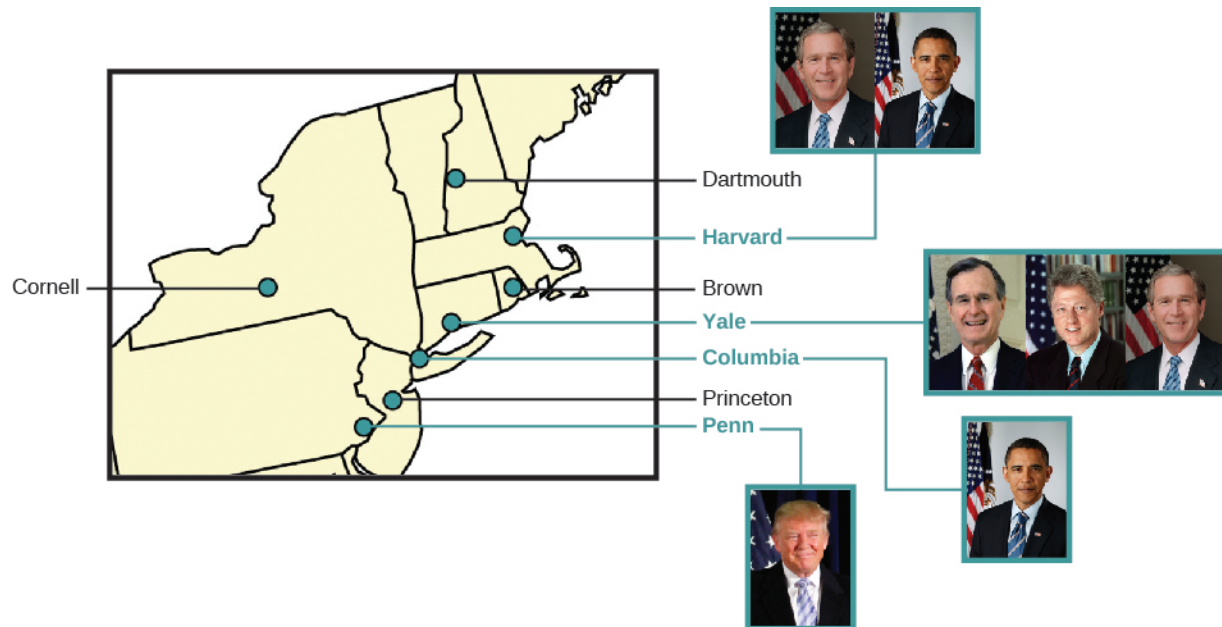 Dartmouth
Harvard
Cornell
Brown
Yale
Columbia
Princeton
Penn